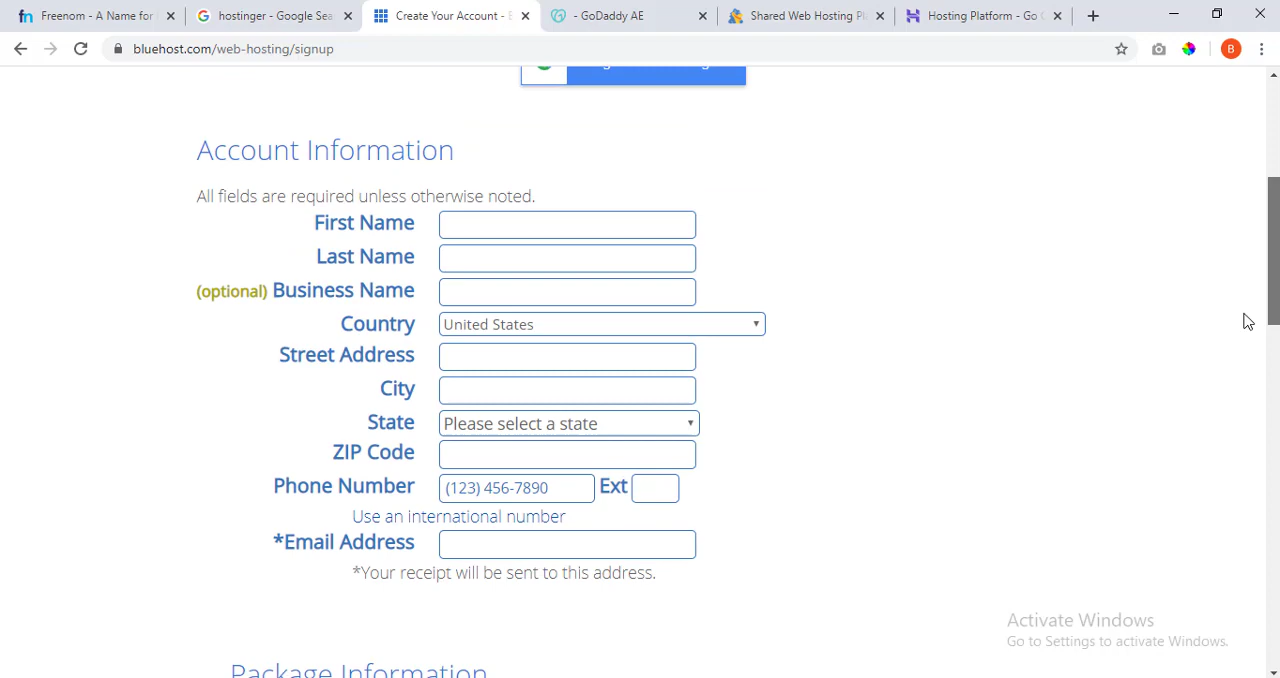 Freenom - A Name for
hostinger - Google Sea
Create Your Account -
- GoDaddy AE
Shared Web Hosting Pl
Hosting Platform - Go
bluehost.com/web-hosting/signup
B
Account Information
All fields are required unless otherwise noted.
First Name
Last Name
(optional) Business Name
Country United States
Street Address
City
State Please select a state
ZIP Code
Phone Number (123) 456-7890 Ext
Use an international number
*Email Address
*Your receipt will be sent to this address.
Activate Windows
Go to Settings to activate Windows.
Package Information